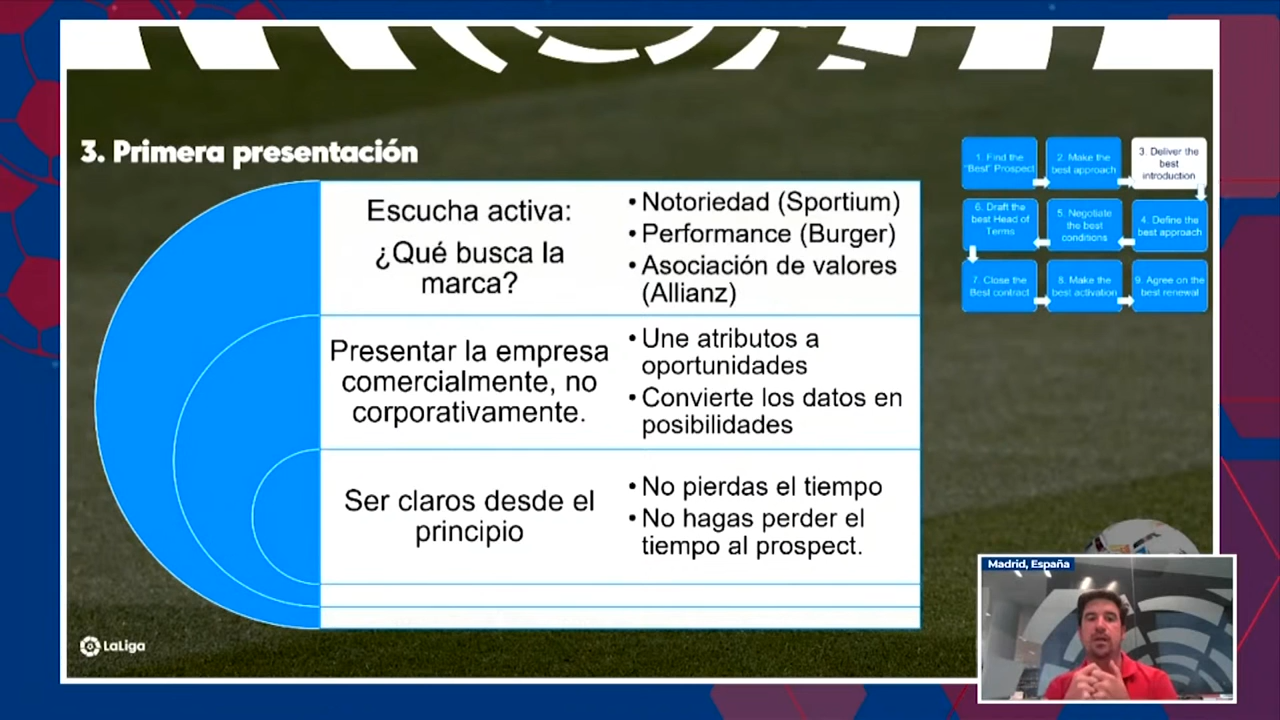 3. Primera presentación
Escucha activa:
¿Qué busca la
marca?
• Notoriedad (Sportium)
• Performance (Burger)
• Asociación de valores
(Allianz)
Presentar la empresa
comercialmente, no
corporativamente.
• Une atributos a
oportunidades
• Convierte los datos en
posibilidades
Ser claros desde el
principio
• No pierdas el tiempo
• No hagas perder el
tiempo al prospect.
1. Find the
"Best" Prospect
2. Make the
best approach
3. Deliver the
best
introduction
6. Draft the
best Head of
Terms
5. Negotiate
the best
conditions
4. Define the
best approach
7. Close the
Best contract
8. Make the
best activation
9. Agree on the
best renewal
LaLiga
Madrid, España